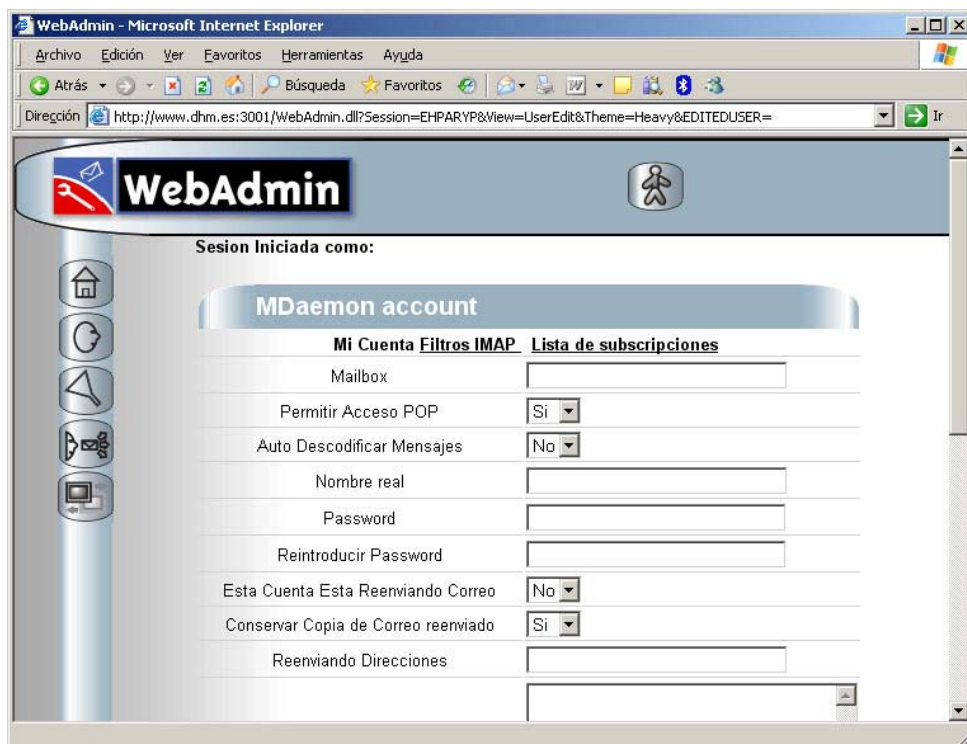 WebAdmin - Microsoft Internet Explorer
Archivo Edición Ver Favoritos Herramientas Ayuda
Atrás Búsqueda Favoritos
Dirección http://www.dhm.es:3001/WebAdmin.dll?Session=EHPARYP&View=UserEdit&Theme=Heavy&EDITEDUSER= Ir
WebAdmin
Sesion Iniciada como:
MDaemon account
Mi Cuenta Filtros IMAP Lista de subscripciones
Mailbox
Permitir Acceso POP Si
Auto Descodificar Mensajes No
Nombre real
Password
Reintroducir Password
Esta Cuenta Esta Reenviando Correo No
Conservar Copia de Correo reenviado Si
Reenviando Direcciones